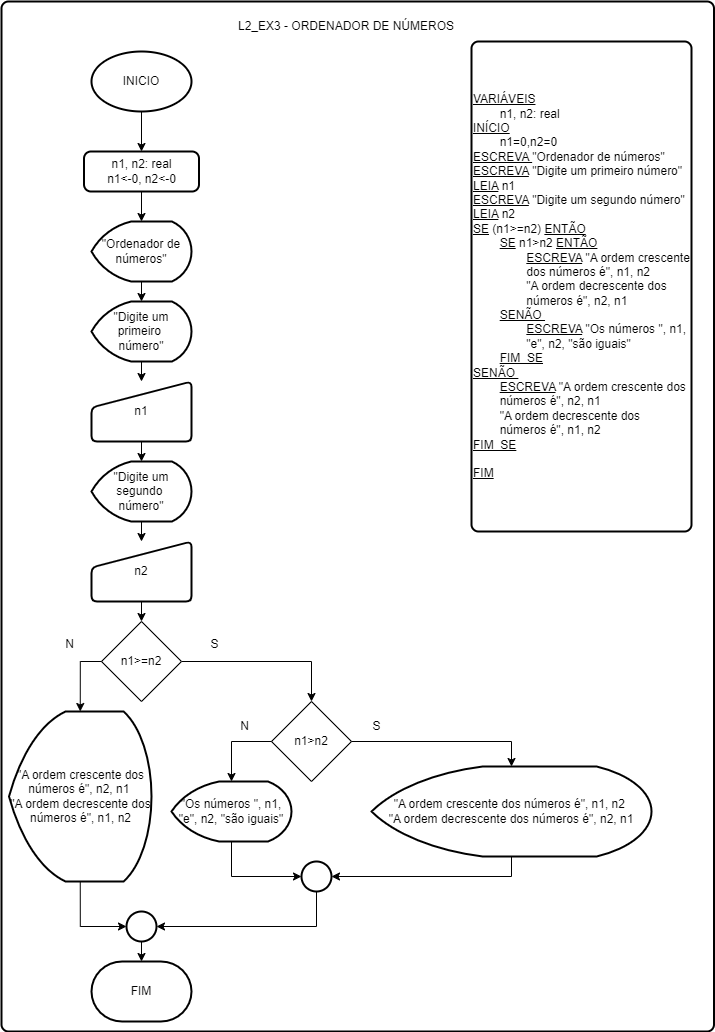 L2_EX3 - ORDENADOR DE NÚMEROS
INICIO
n1, n2: real
n1<-0, n2<-0
"Ordenador de
números"
"Digite um
primeiro
número"
n1
"Digite um
segundo
número"
n2
n1>=n2
N
S
n1>n2
N
S
"A ordem crescente dos
números é", n2, n1
"A ordem decrescente dos
números é", n1, n2
"Os números ", n1,
"e", n2, "são iguais"
"A ordem crescente dos números é", n1, n2
"A ordem decrescente dos números é", n2, n1
FIM
VARIÁVEIS
n1, n2: real
INÍCIO
n1=0,n2=0
ESCREVA "Ordenador de números"
ESCREVA "Digite um primeiro número"
LEIA n1
ESCREVA "Digite um segundo número"
LEIA n2
SE (n1>=n2) ENTÃO
SE n1>n2 ENTÃO
ESCREVA "A ordem crescente
dos números é", n1, n2
"A ordem decrescente dos
números é", n2, n1
SENÃO
ESCREVA "Os números ", n1,
"e", n2, "são iguais"
FIM_SE
SENÃO
ESCREVA "A ordem crescente dos
números é", n2, n1
"A ordem decrescente dos
números é", n1, n2
FIM_SE
FIM